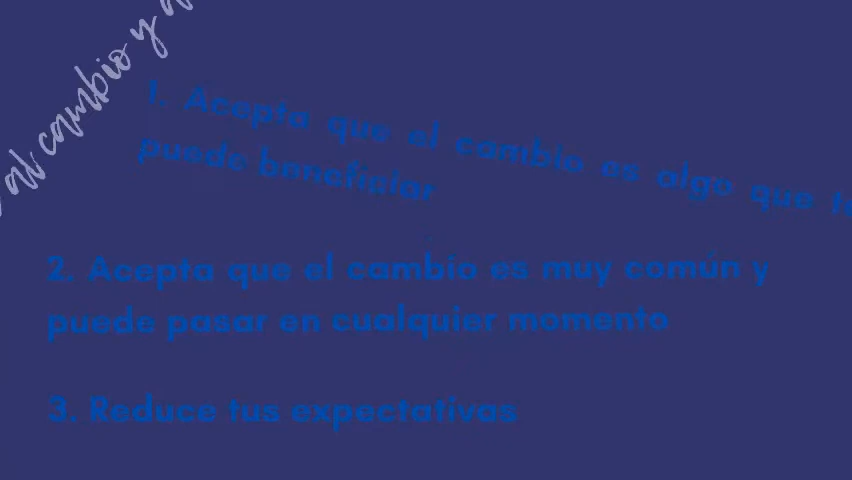 al cambio y
1. Acepta que el cambio es algo que te
puede beneficiar
2. Acepta que el cambio es muy común y
puede pasar en cualquier momento
3. Reduce tus expectativas